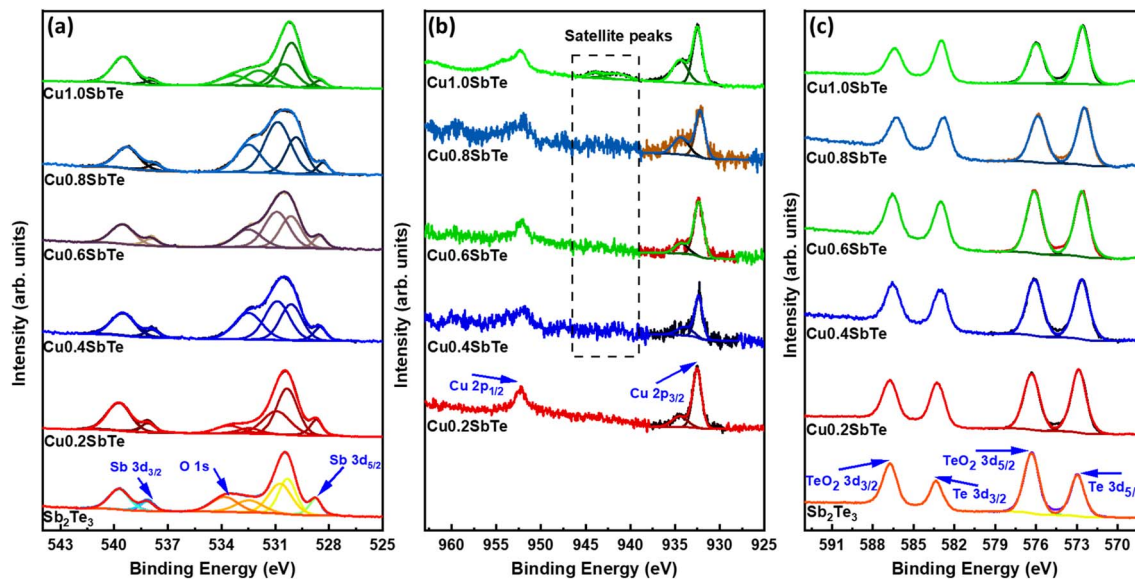 (a)
Cu1.0SbTe
Cu0.8SbTe
Cu0.6SbTe
Cu0.4SbTe
Cu0.2SbTe
Sb 3d3/2
O 1s
Sb 3d5/2
Sb2Te3
Intensity (arb. units)
543 540 537 534 531 528 525
Binding Energy (eV)
(b)
Satellite peaks
Cu1.0SbTe
Cu0.8SbTe
Cu0.6SbTe
Cu0.4SbTe
Cu 2p1/2
Cu 2p3/2
Cu0.2SbTe
Intensity (arb. units)
960 955 950 945 940 935 930 925
Binding Energy (eV)
(c)
Cu1.0SbTe
Cu0.8SbTe
Cu0.6SbTe
Cu0.4SbTe
Cu0.2SbTe
TeO2 3d5/2
TeO2 3d3/2
Te 3d3/2
Te 3d5/
Sb2Te3
Intensity (arb. units)
591 588 585 582 579 576 573 570
Binding Energy (eV)